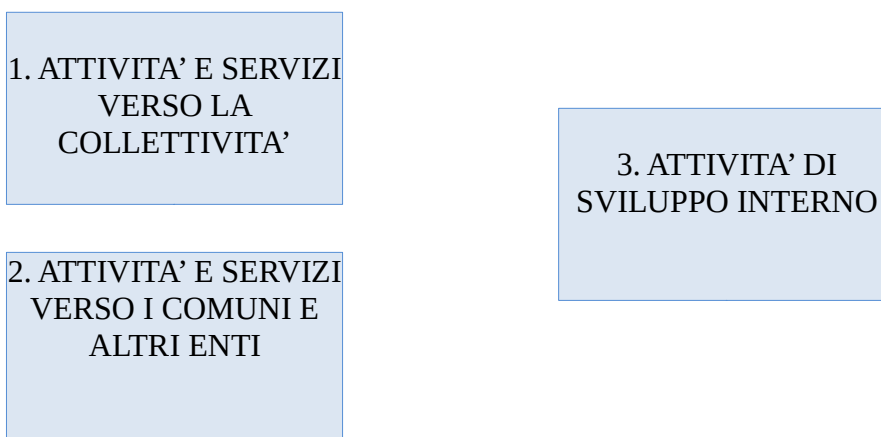 1. ATTIVITA’ E SERVIZI
VERSO LA
COLLETTIVITA’
2. ATTIVITA’ E SERVIZI
VERSO I COMUNI E
ALTRI ENTI
3. ATTIVITA’ DI
SVILUPPO INTERNO